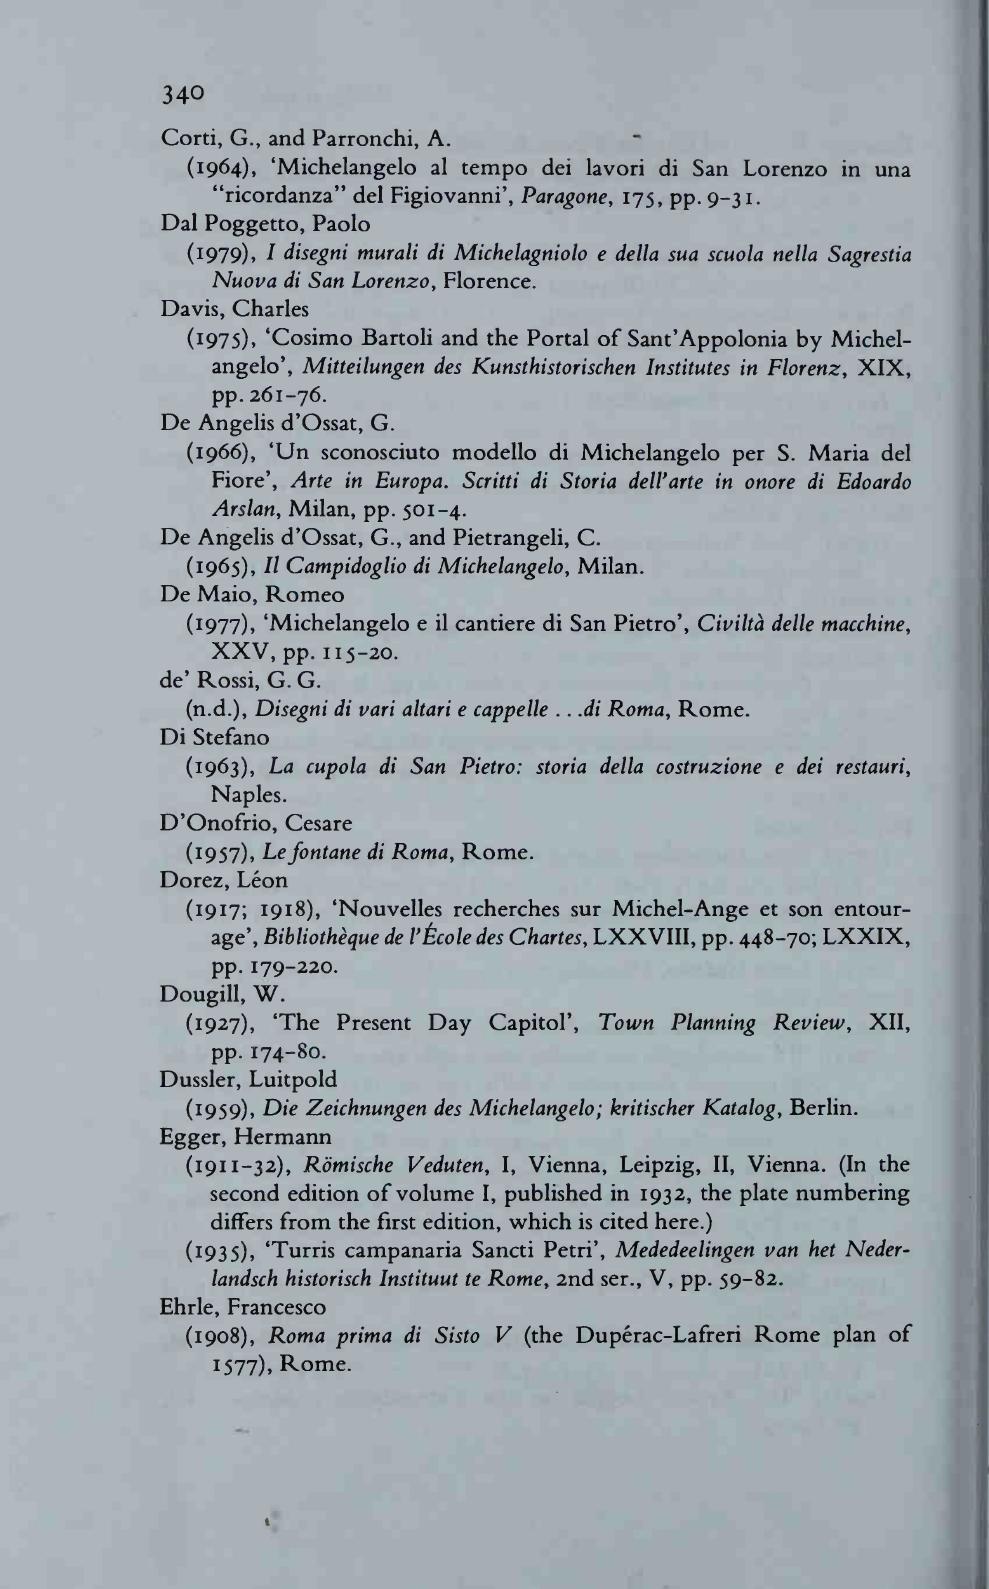 340
Corti, G., and Parronchi, A.
(1964), ‘Michelangelo al tempo dei lavori di San Lorenzo in una
“ricordanza” del Figiovanni’, Paragone, 175, pp. 9–31.
Dal Poggetto, Paolo
(1979), I disegni murali di Michelagniolo e della sua scuola nella Sagrestia
Nuova di San Lorenzo, Florence.
Davis, Charles
(1975), ‘Cosimo Bartoli and the Portal of Sant’Appolonia by Michel-
angelo’, Mitteilungen des Kunsthistorischen Institutes in Florenz, XIX,
pp. 261–76.
De Angelis d’Ossat, G.
(1966), ‘Un sconosciuto modello di Michelangelo per S. Maria del
Fiore’, Arte in Europa. Scritti di Storia dell’arte in onore di Edoardo
Arslan, Milan, pp. 501–4.
De Angelis d’Ossat, G., and Pietrangeli, C.
(1965), Il Campidoglio di Michelangelo, Milan.
De Maio, Romeo
(1977), ‘Michelangelo e il cantiere di San Pietro’, Civiltà delle macchine,
XXV, pp. 115–20.
de’ Rossi, G. G.
(n.d.), Disegni di vari altari e cappelle . . .di Roma, Rome.
Di Stefano
(1963), La cupola di San Pietro: storia della costruzione e dei restauri,
Naples.
D’Onofrio, Cesare
(1957), Le fontane di Roma, Rome.
Dorez, Léon
(1917; 1918), ‘Nouvelles recherches sur Michel-Ange et son entour-
age’, Bibliothèque de l’École des Chartes, LXXVIII, pp. 448–70; LXXIX,
pp. 179–220.
Dougill, W.
(1927), ‘The Present Day Capitol’, Town Planning Review, XII,
pp. 174–80.
Dussler, Luitpold
(1959), Die Zeichnungen des Michelangelo; kritischer Katalog, Berlin.
Egger, Hermann
(1911–32), Römische Veduten, I, Vienna, Leipzig, II, Vienna. (In the
second edition of volume I, published in 1932, the plate numbering
differs from the first edition, which is cited here.)
(1935), ‘Turris campanaria Sancti Petri’, Mededeelingen van het Neder-
landsch historisch Instituut te Rome, 2nd ser., V, pp. 59–82.
Ehrle, Francesco
(1908), Roma prima di Sisto V (the Dupérac-Lafreri Rome plan of
1577), Rome.